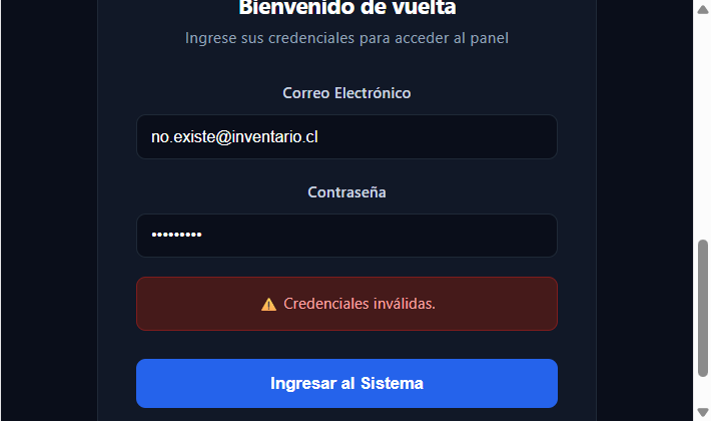 Bienvenido de vuelta
Ingrese sus credenciales para acceder al panel
Correo Electrónico
no.existe@inventario.cl
Contraseña
•••••••••
⚠ Credenciales inválidas.
Ingresar al Sistema